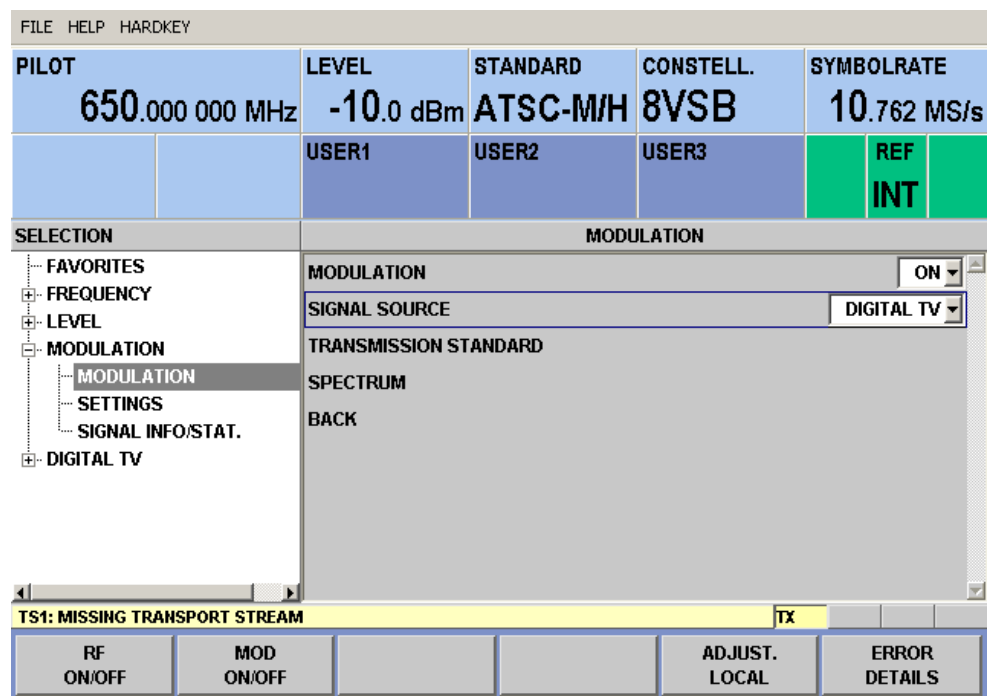 FILE HELP HARDKEY
PILOT LEVEL STANDARD CONSTELL. SYMBOLRATE
650.000 000 MHz -10.0 dBm ATSC-M/H 8VSB 10.762 MS/s
USER1 USER2 USER3 REF
INT
SELECTION MODULATION
FAVORITES
FREQUENCY
LEVEL
MODULATION
MODULATION
SETTINGS
SIGNAL INFO/STAT.
DIGITAL TV
MODULATION ON
SIGNAL SOURCE DIGITAL TV
TRANSMISSION STANDARD
SPECTRUM
BACK
TS1: MISSING TRANSPORT STREAM TX
RF MOD ADJUST. ERROR
ON/OFF ON/OFF LOCAL DETAILS